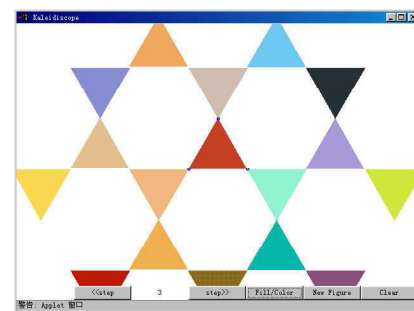 Kaleidiscope
<<step 3 step>> Fill/Color New Figure Clear
警告: Applet 窗口